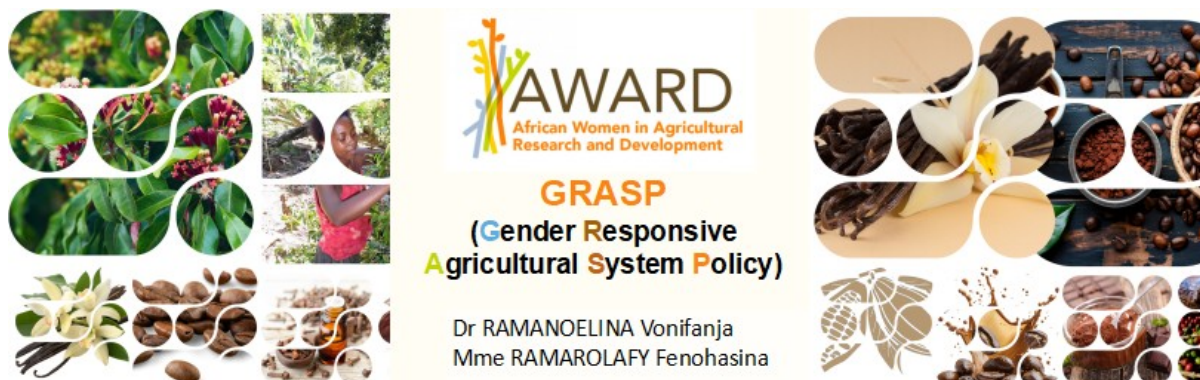 AWARD
African Women in Agricultural
Research and Development
GRASP
(Gender Responsive
Agricultural System Policy)
Dr RAMANOELINA Vonifanja
Mme RAMAROLAFY Fenohasina